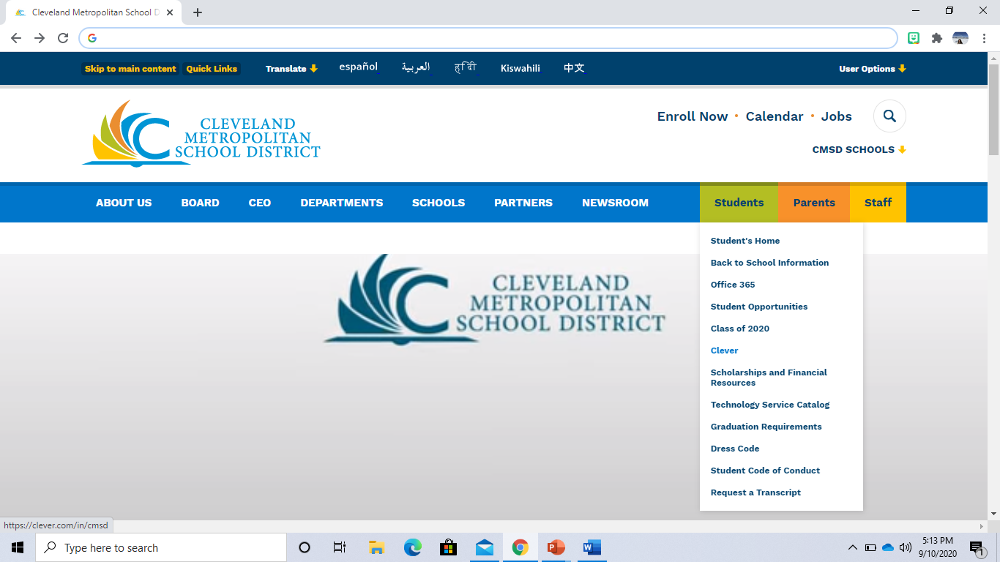 Cleveland Metropolitan School D
Skip to main content Quick Links Translate español العربية हिंदी Kiswahili 中文 User Options
CLEVELAND
METROPOLITAN
SCHOOL DISTRICT
Enroll Now • Calendar • Jobs
CMSD SCHOOLS
ABOUT US BOARD CEO DEPARTMENTS SCHOOLS PARTNERS NEWSROOM Students Parents Staff
Student's Home
Back to School Information
Office 365
Student Opportunities
Class of 2020
Clever
Scholarships and Financial
Resources
Technology Service Catalog
Graduation Requirements
Dress Code
Student Code of Conduct
Request a Transcript
CLEVELAND
METROPOLITAN
SCHOOL DISTRICT
https://clever.com/in/cmsd
Type here to search
5:13 PM
9/10/2020
1